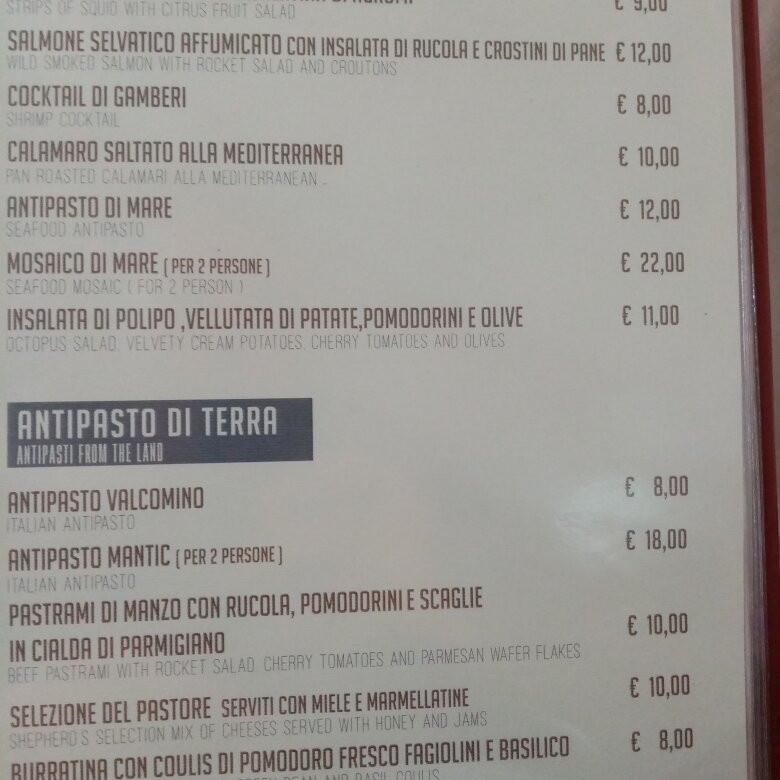 STRIPS OF SQUID WITH CITRUS FRUIT SALAD
€ 9,00
SALMONE SELVATICO AFFUMICATO CON INSALATA DI RUCOLA E CROSTINI DI PANE € 12,00
WILD SMOKED SALMON WITH ROCKET SALAD AND CROUTONS
COCKTAIL DI GAMBERI € 8,00
SHRIMP COCKTAIL
CALAMARO SALTATO ALLA MEDITERRANEA € 10,00
PAN ROASTED CALAMARI ALLA MEDITERRANEAN ..
ANTIPASTO DI MARE € 12,00
SEAFOOD ANTIPASTO
MOSAICO DI MARE ( PER 2 PERSONE ) € 22,00
SEAFOOD MOSAIC ( FOR 2 PERSON )
INSALATA DI POLIPO ,VELLUTATA DI PATATE,POMODORINI E OLIVE € 11,00
OCTOPUS SALAD, VELVETY CREAM POTATOES, CHERRY TOMATOES AND OLIVES
ANTIPASTO DI TERRA
ANTIPASTI FROM THE LAND
ANTIPASTO VALCOMINO € 8,00
ITALIAN ANTIPASTO
ANTIPASTO MANTIC ( PER 2 PERSONE ) € 18,00
ITALIAN ANTIPASTO
PASTRAMI DI MANZO CON RUCOLA, POMODORINI E SCAGLIE
IN CIALDA DI PARMIGIANO € 10,00
BEEF PASTRAMI WITH ROCKET SALAD, CHERRY TOMATOES AND PARMESAN WAFER FLAKES
SELEZIONE DEL PASTORE SERVITI CON MIELE E MARMELLATINE € 10,00
SHEPHERD'S SELECTION MIX OF CHEESES SERVED WITH HONEY AND JAMS
BURRATINA CON COULIS DI POMODORO FRESCO FAGIOLINI E BASILICO € 8,00
BEAN AND BASIL COULIS